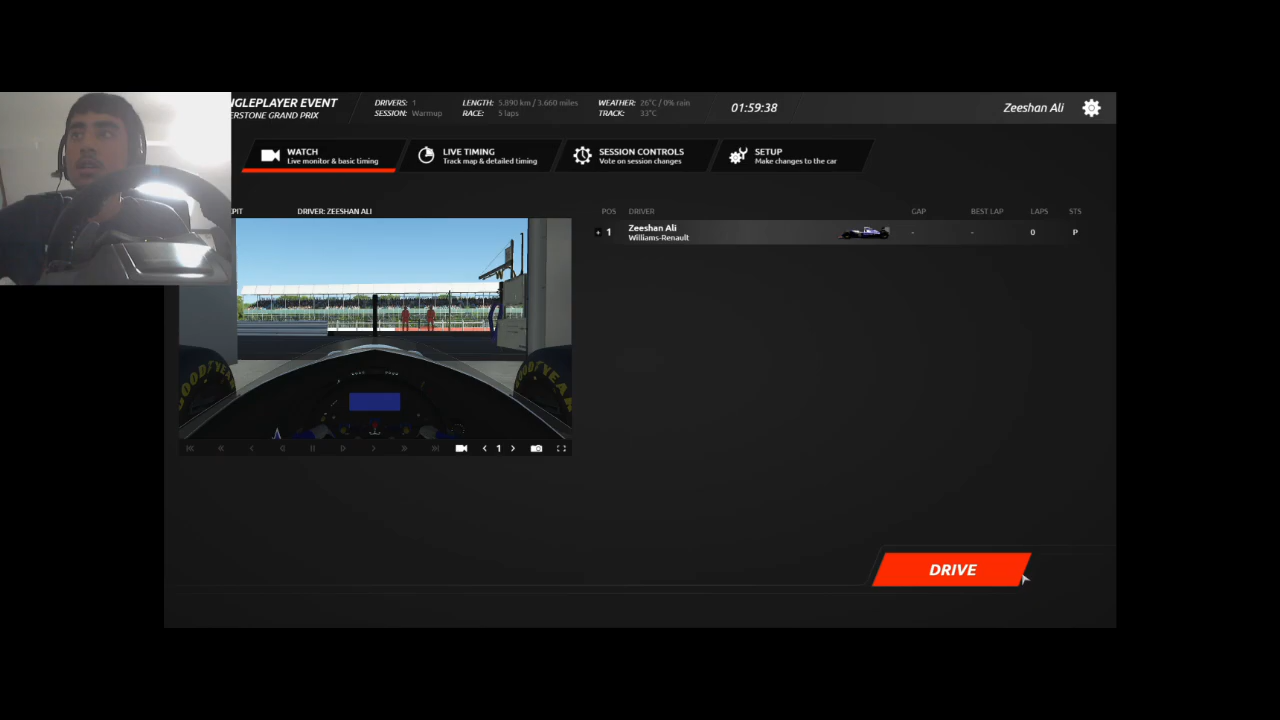 NGLEPLAYER EVENT
ERSTONE GRAND PRIX
DRIVERS: 1
SESSION: Warmup
LENGTH: 5.890 km / 3.660 miles
RACE: 5 laps
WEATHER: 26°C / 0% rain
TRACK: 33°C
01:59:38
Zeeshan Ali
WATCH
Live monitor & basic timing
LIVE TIMING
Track map & detailed timing
SESSION CONTROLS
Vote on session changes
SETUP
Make changes to the car
PIT DRIVER: ZEESHAN ALI
POS DRIVER GAP BEST LAP LAPS STS
1 Zeeshan Ali - - 0 P
Williams-Renault
GOODYEAR
GOODYEAR
1
DRIVE